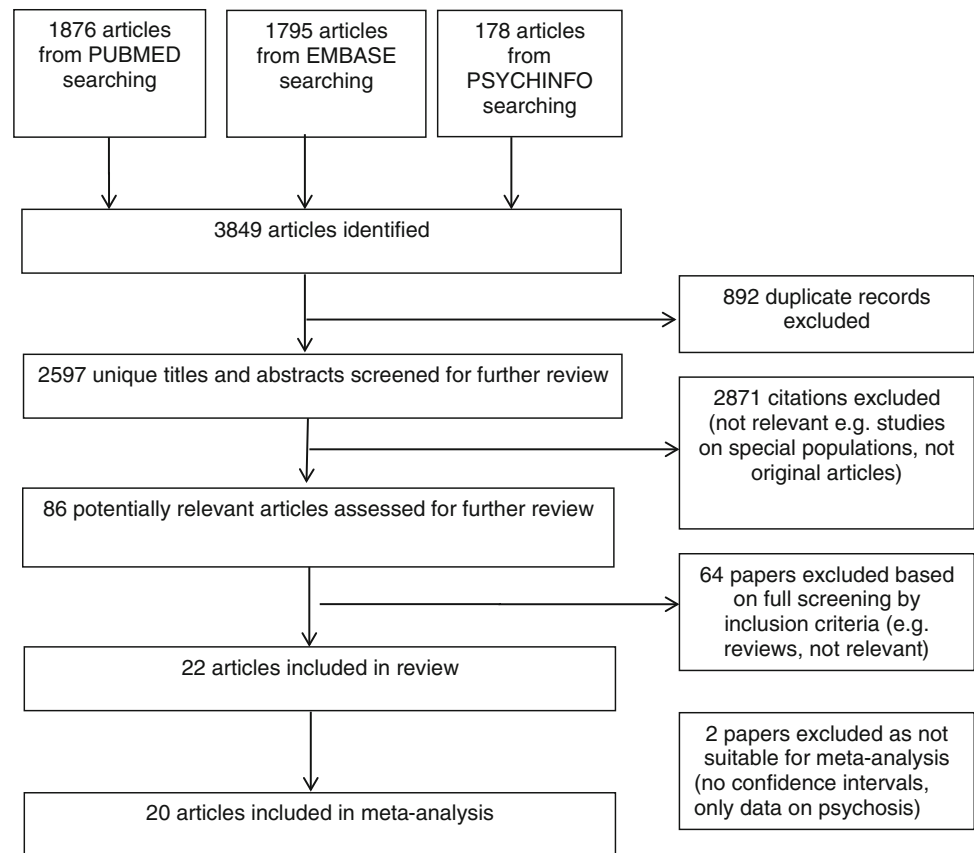 1876 articles
from PUBMED
searching
1795 articles
from EMBASE
searching
178 articles
from
PSYCHINFO
searching
3849 articles identified
892 duplicate records
excluded
2597 unique titles and abstracts screened for further review
2871 citations excluded
(not relevant e.g. studies
on special populations, not
original articles)
86 potentially relevant articles assessed for further review
64 papers excluded based
on full screening by
inclusion criteria (e.g.
reviews, not relevant)
22 articles included in review
2 papers excluded as not
suitable for meta-analysis
(no confidence intervals,
only data on psychosis)
20 articles included in meta-analysis